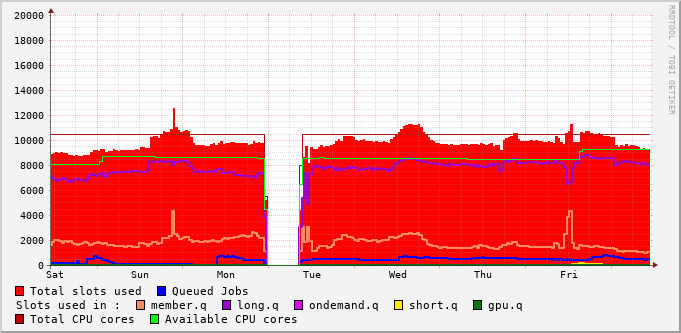 RRDTOOL / TOBI OETIKER
20000
18000
16000
14000
12000
10000
8000
6000
4000
2000
0
Sat Sun Mon Tue Wed Thu Fri
Total slots used Queued Jobs
Slots used in : member.q long.q ondemand.q short.q gpu.q
Total CPU cores Available CPU cores